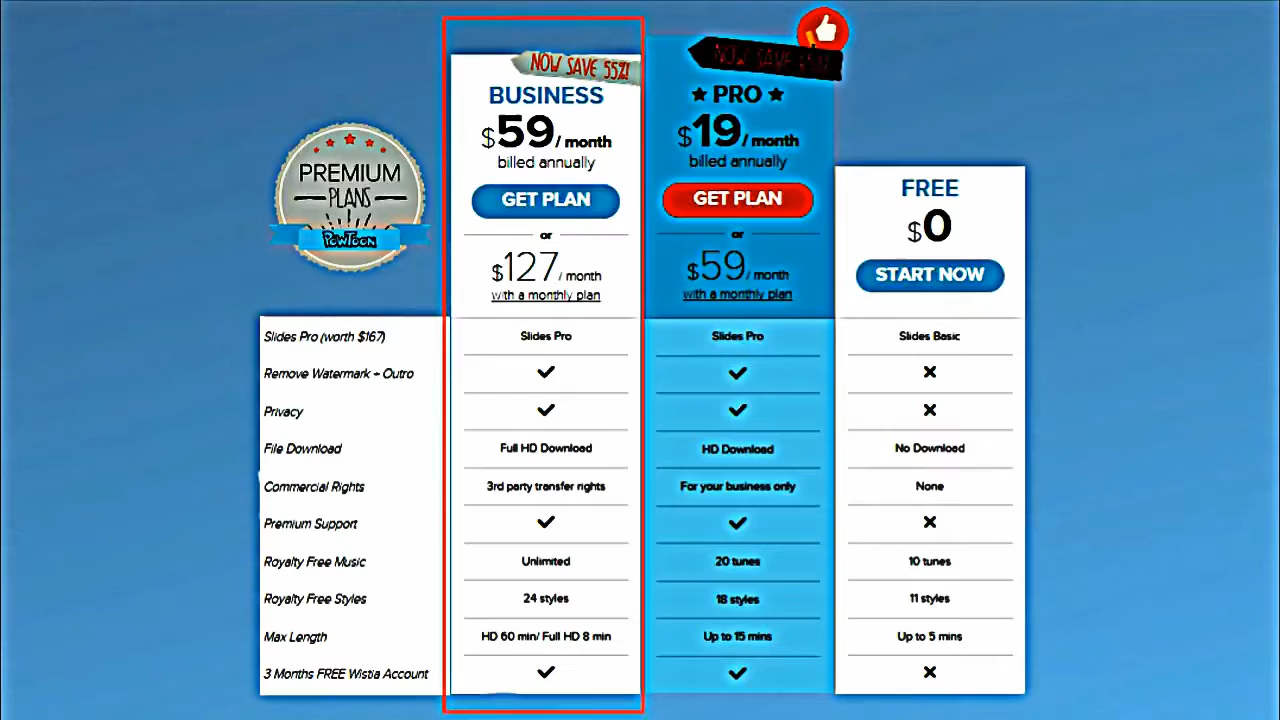 NOW SAVE 55%!
BUSINESS
$59/ month
billed annually
GET PLAN
or
$127/ month
with a monthly plan
NOW SAVE
★ PRO ★
$19/ month
billed annually
GET PLAN
or
$59/ month
with a monthly plan
FREE
$0
START NOW
PREMIUM
PLANS
PowToon
Slides Pro (worth $167) Slides Pro Slides Pro Slides Basic
Remove Watermark + Outro ✔ ✔ ✖
Privacy ✔ ✔ ✖
File Download Full HD Download HD Download No Download
Commercial Rights 3rd party transfer rights For your business only None
Premium Support ✔ ✔ ✖
Royalty Free Music Unlimited 20 tunes 10 tunes
Royalty Free Styles 24 styles 18 styles 11 styles
Max Length HD 60 min/ Full HD 8 min Up to 15 mins Up to 5 mins
3 Months FREE Wistia Account ✔ ✔ ✖